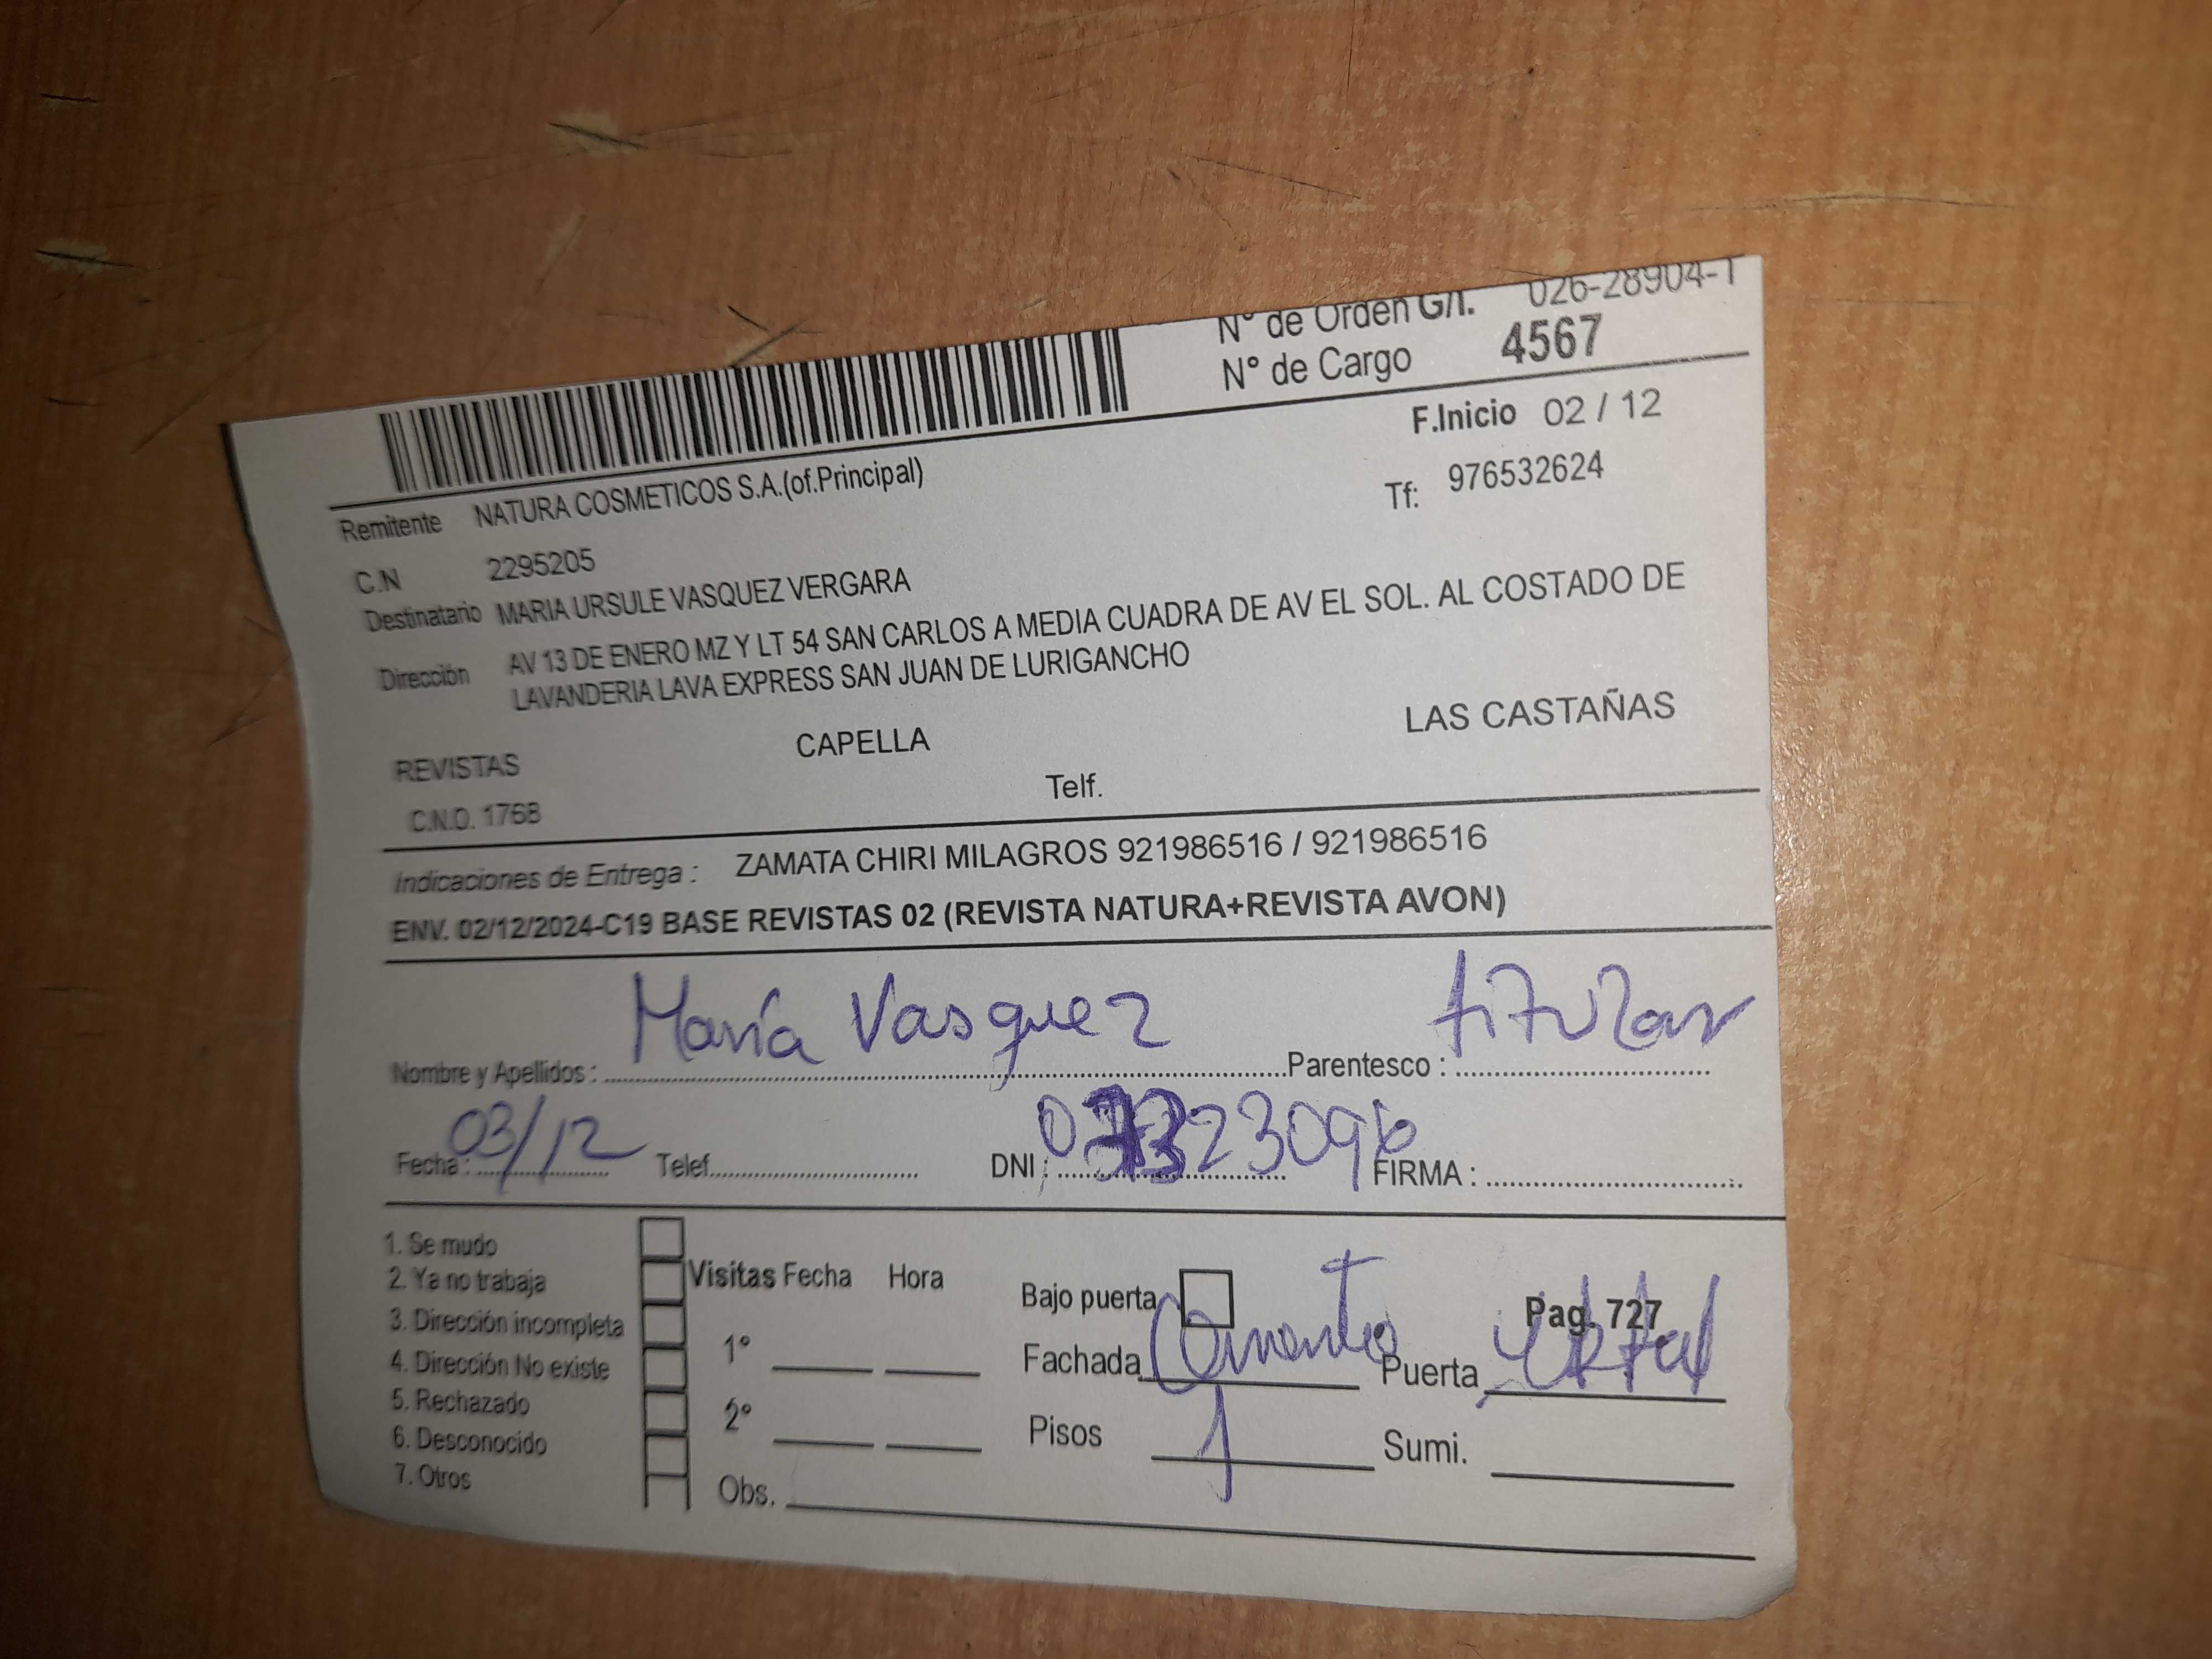 N° de Orden G/I. 026-28904-1
N° de Cargo 4567
F.Inicio 02 / 12
Remitente NATURA COSMETICOS S.A.(of.Principal) Tf: 976532624
C.N 2295205
Destinatario MARIA URSULE VASQUEZ VERGARA
Dirección AV 13 DE ENERO MZ Y LT 54 SAN CARLOS A MEDIA CUADRA DE AV EL SOL. AL COSTADO DE
LAVANDERIA LAVA EXPRESS SAN JUAN DE LURIGANCHO
REVISTAS CAPELLA LAS CASTAÑAS
C.N.O. 1768 Telf.
Indicaciones de Entrega : ZAMATA CHIRI MILAGROS 921986516 / 921986516
ENV. 02/12/2024-C19 BASE REVISTAS 02 (REVISTA NATURA+REVISTA AVON)
Nombre y Apellidos : María Vasquez Parentesco : titular
Fecha : 03/12 Telef. DNI : FIRMA :
1. Se mudo
2. Ya no trabaja
3. Dirección incompleta
4. Dirección No existe
5. Rechazado
6. Desconocido
7. Otros
Visitas Fecha Hora
1°
2°
Obs.
Bajo puerta Pag. 727
Fachada Puerta
Pisos 1 Sumi.